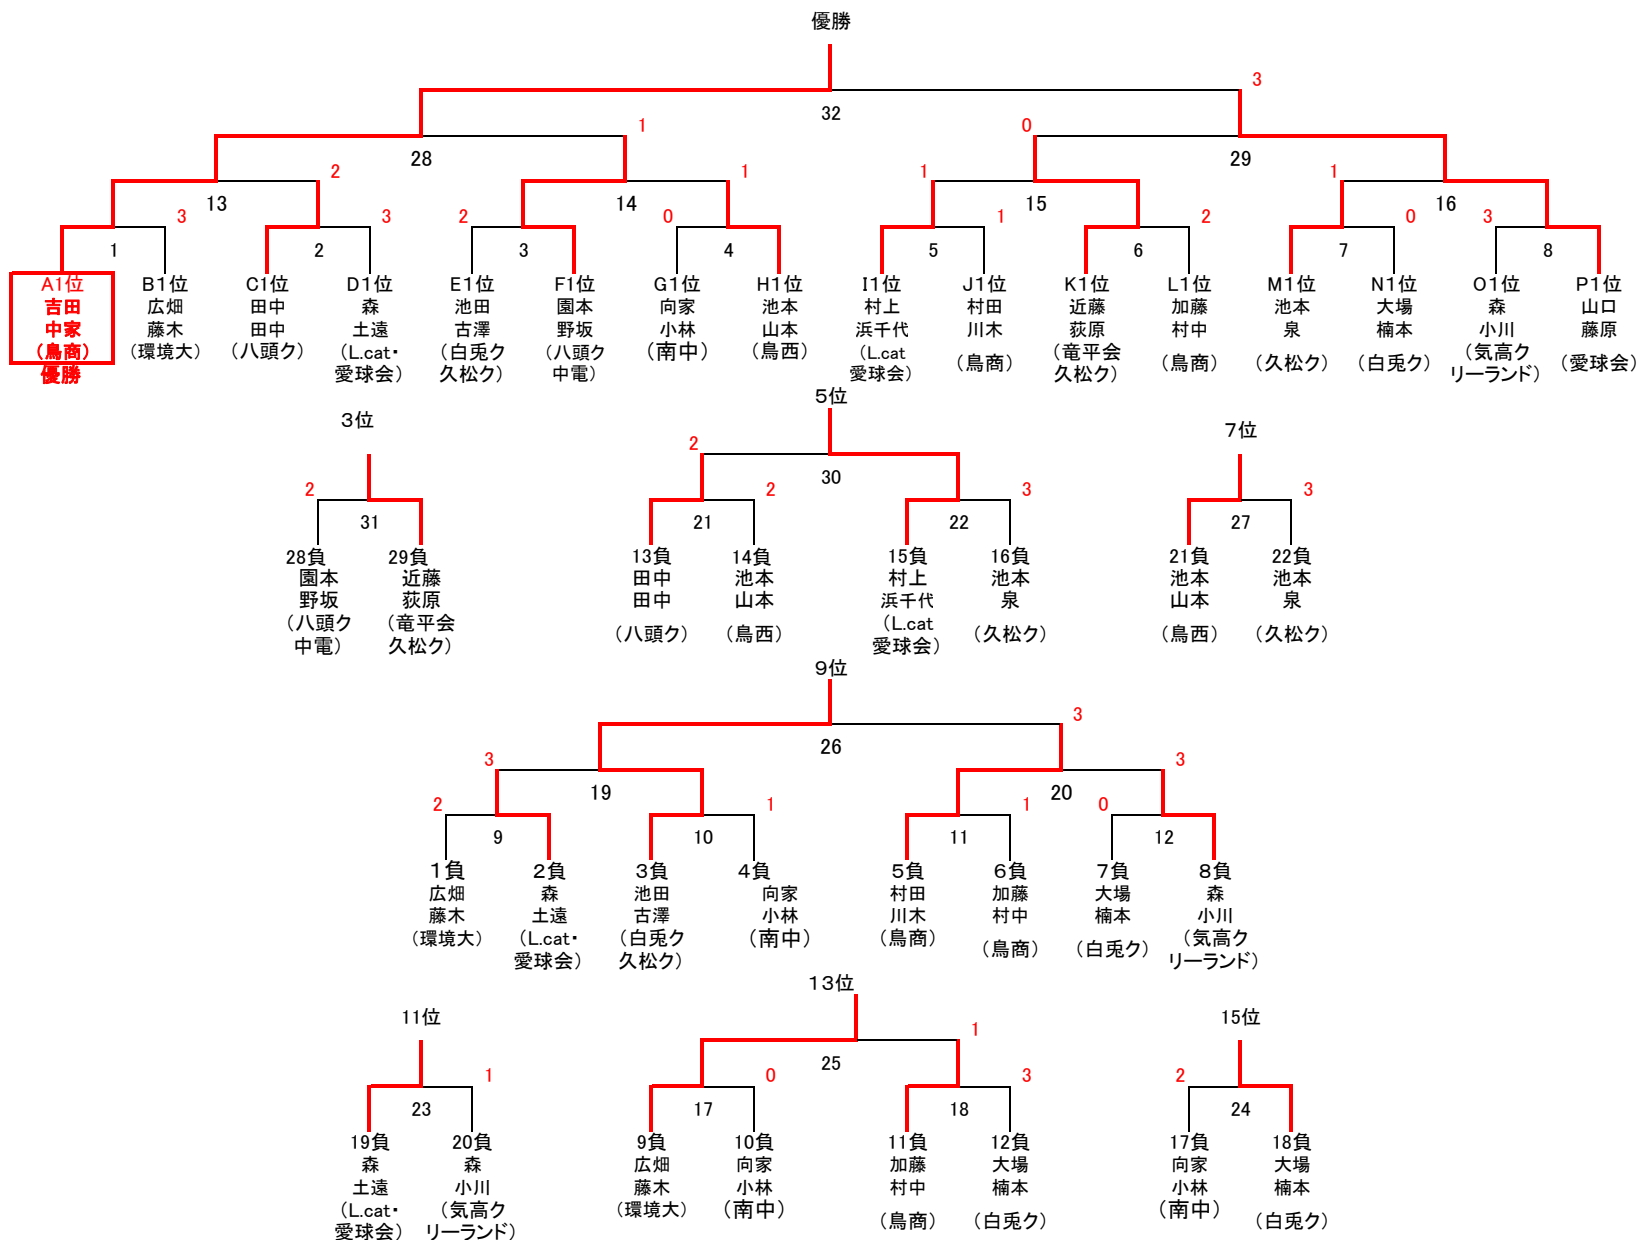 優勝
3
32
1
0
28
29
2
1
1
1
13
14
15
16
3
3
2
0
1
2
0
3
1
2
3
4
5
6
7
8
A1位
B1位
C1位
D1位
E1位
F1位
G1位
H1位
I1位
J1位
K1位
L1位
M1位
N1位
O1位
P1位
吉田
広畑
田中
森
池田
園本
向家
池本
村上
村田
近藤
加藤
池本
大場
森
山口
中家
藤木
田中
土遠
古澤
野坂
小林
山本
浜千代
川木
荻原
村中
泉
楠本
小川
藤原
（鳥商）
（環境大）
（八頭ク）
（L.cat・
（白兎ク
（八頭ク
（南中）
（鳥西）
（L.cat
（鳥商）
（竜平会
（鳥商）
（久松ク）
（白兎ク）
（気高ク
（愛球会）
優勝
愛球会）
久松ク）
中電）
愛球会）
久松ク）
リーランド）
3位
5位
7位
2
2
2
3
3
31
30
21
22
27
28負
29負
13負
14負
15負
16負
21負
22負
園本
近藤
田中
池本
村上
池本
池本
池本
野坂
荻原
田中
山本
浜千代
泉
山本
泉
（八頭ク
（竜平会
（八頭ク）
（鳥西）
（L.cat
（久松ク）
（鳥西）
（久松ク）
中電）
久松ク）
愛球会）
9位
3
26
3
3
19
20
2
1
1
0
9
10
11
12
1負
2負
3負
4負
5負
6負
7負
8負
広畑
森
池田
向家
村田
加藤
大場
森
藤木
土遠
古澤
小林
川木
村中
楠本
小川
（環境大）
（L.cat・
（白兎ク
（南中）
（鳥商）
（鳥商）
（白兎ク）
（気高ク
愛球会）
久松ク）
リーランド）
13位
11位
15位
1
25
1
0
3
2
23
17
18
24
19負
20負
9負
10負
11負
12負
17負
18負
森
森
広畑
向家
加藤
大場
向家
大場
土遠
小川
藤木
小林
村中
楠本
小林
楠本
（L.cat・
（気高ク
（環境大）
（南中）
（鳥商）
（白兎ク）
（南中）
（白兎ク）
愛球会）
リーランド）